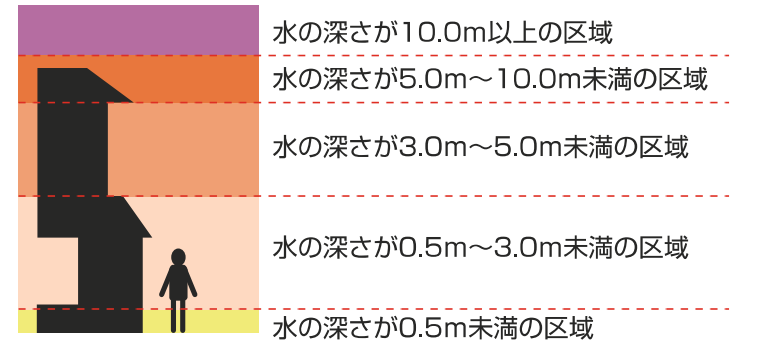 水の深さが10.0m以上の区域
水の深さが5.0m～10.0m未満の区域
水の深さが3.0m～5.0m未満の区域
水の深さが0.5m～3.0m未満の区域
水の深さが0.5m未満の区域